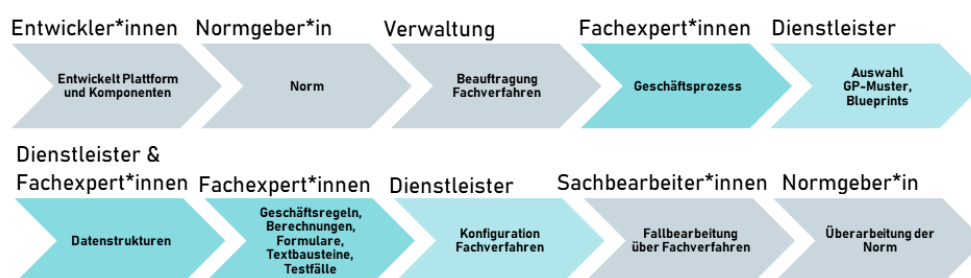 Entwickler*innen
Entwickelt Plattform
und Komponenten
Normgeber*in
Norm
Verwaltung
Beauftragung
Fachverfahren
Fachexpert*innen
Geschäftsprozess
Dienstleister
Auswahl
GP-Muster,
Blueprints
Dienstleister &
Fachexpert*innen
Datenstrukturen
Fachexpert*innen
Geschäftsregeln,
Berechnungen,
Formulare,
Textbausteine,
Testfälle
Dienstleister
Konfiguration
Fachverfahren
Sachbearbeiter*innen
Fallbearbeitung
über Fachverfahren
Normgeber*in
Überarbeitung der
Norm